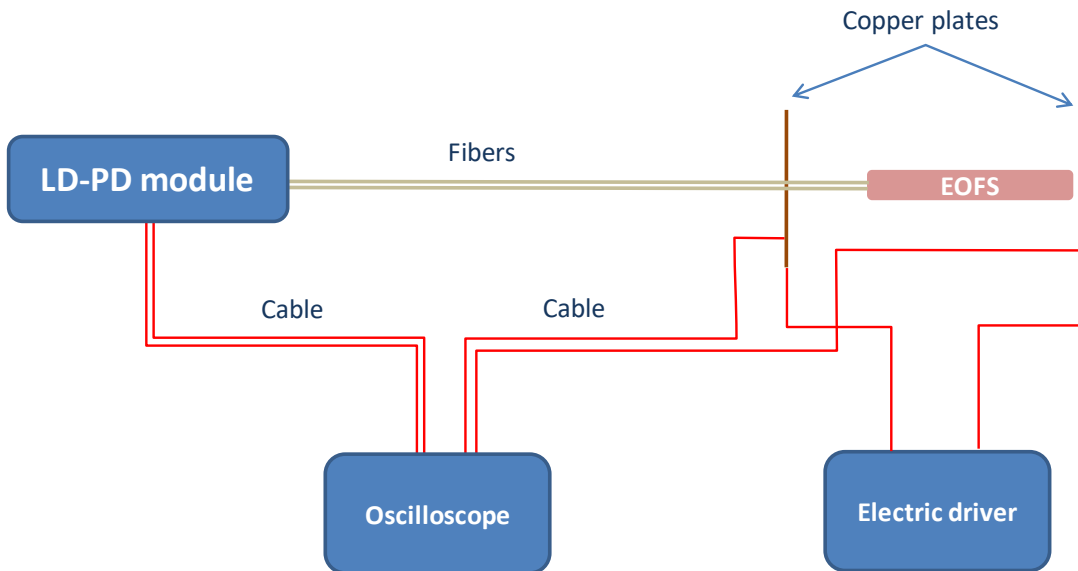 Copper plates
Fibers
LD-PD module
EOFS
Cable
Cable
Oscilloscope
Electric driver